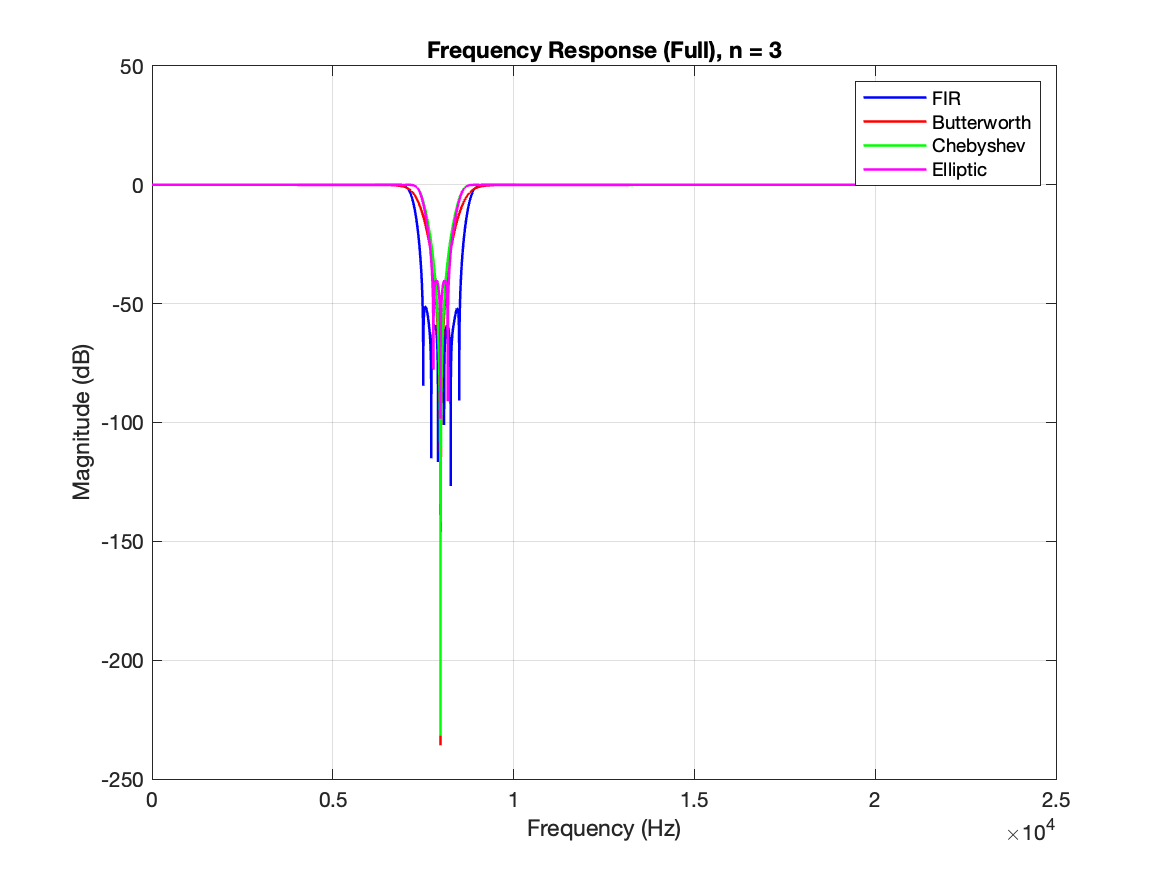 Frequency Response (Full), n = 3
50
0
-50
-100
-150
-200
-250
Magnitude (dB)
FIR
Butterworth
Chebyshev
Elliptic
0 0.5 1 1.5 2 2.5
Frequency (Hz)
×10^4